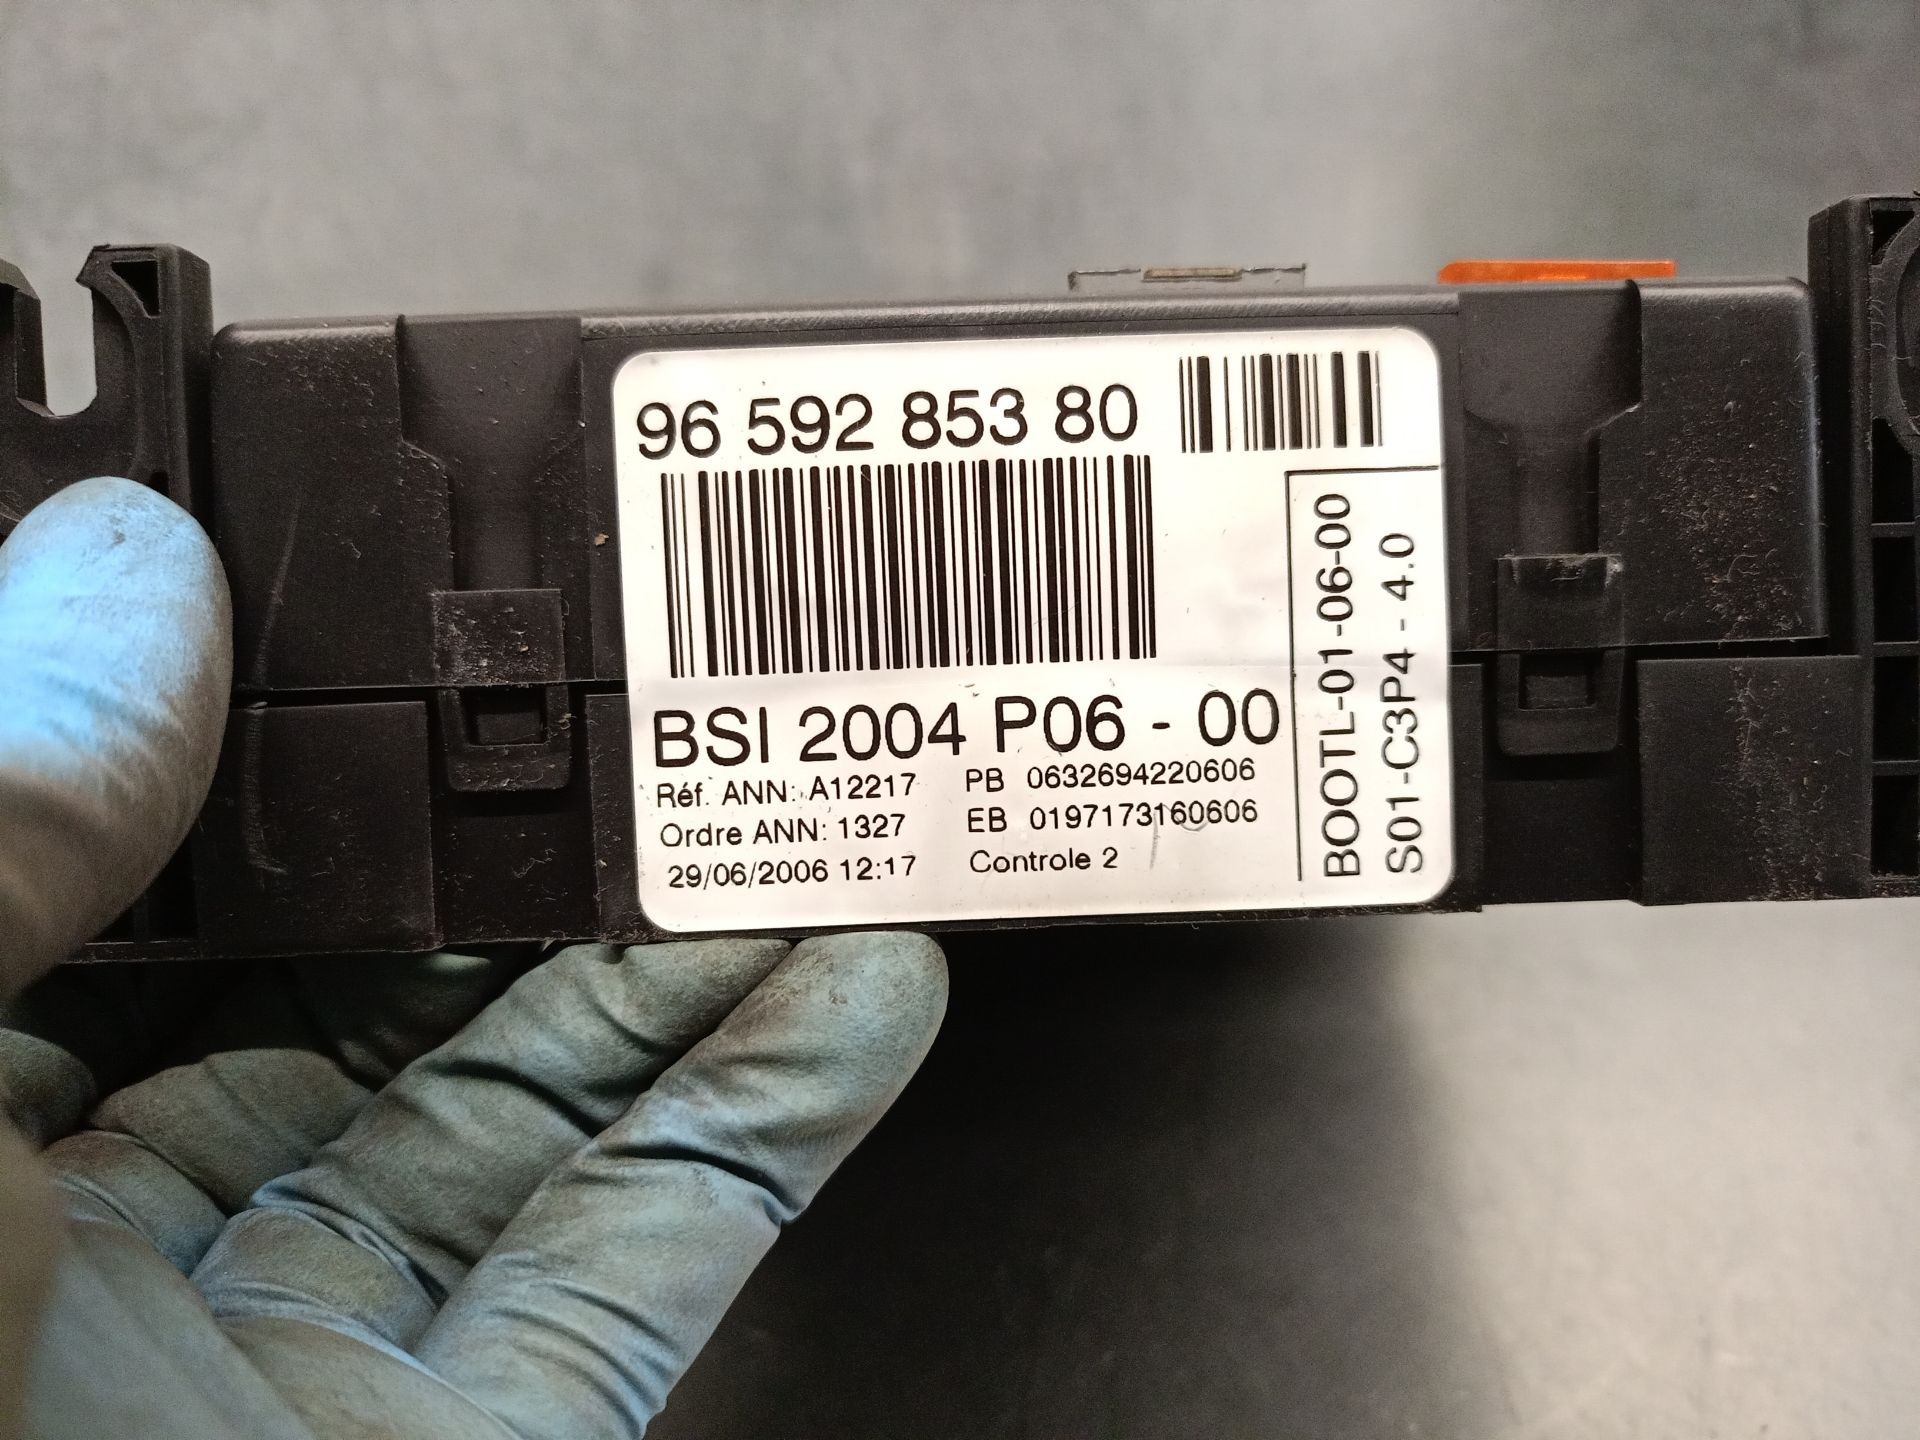 96 592 853 80
BSI 2004 P06 - 00
Réf. ANN: A12217 PB 0632694220606
Ordre ANN: 1327 EB 0197173160606
29/06/2006 12:17 Controle 2
BOOTL-01-06-00
S01-C3P4 - 4.0